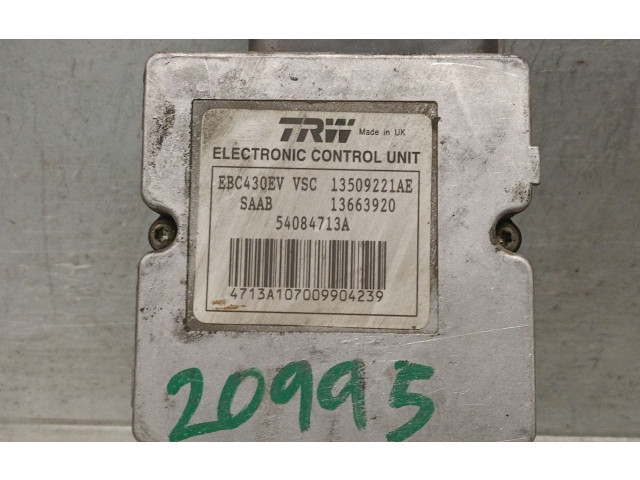 TRW Made in UK
ELECTRONIC CONTROL UNIT
EBC430EV VSC 13509221AE
SAAB 13663920
54084713A
4713A107009904239
20995